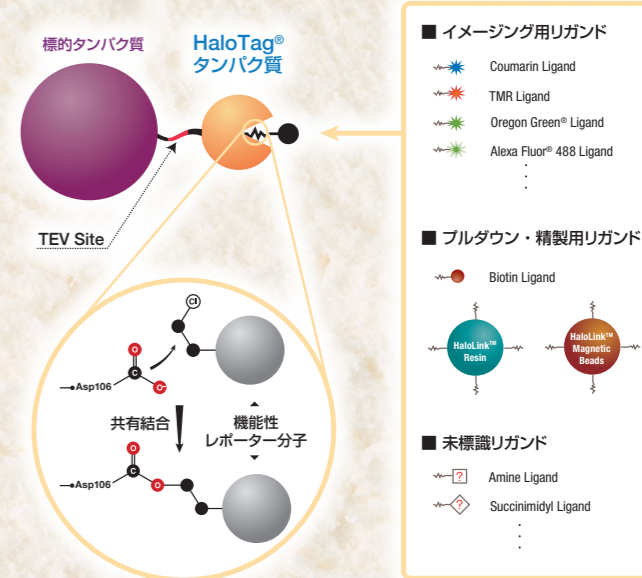 標的タンパク質
HaloTag®
タンパク質
TEV Site
Cl
O
C
O-
Asp106
共有結合
機能性
レポーター分子
O
C
O
Asp106
■ イメージング用リガンド
Coumarin Ligand
TMR Ligand
Oregon Green® Ligand
Alexa Fluor® 488 Ligand
■ プルダウン・精製用リガンド
Biotin Ligand
HaloLink™
Resin
HaloLink™
Magnetic
Beads
■ 未標識リガンド
? Amine Ligand
? Succinimidyl Ligand